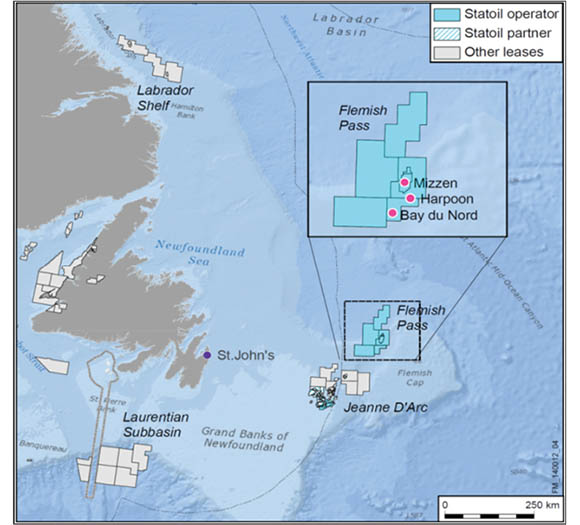 Labrador
Basin
Northwest Atlantic
Statoil operator
Statoil partner
Other leases
Labrador
Shelf
Hamilton
Bank
Flemish
Pass
Mizzen
Harpoon
Bay du Nord
Newfoundland
Sea
Atlantic Mid-Ocean Canyon
Flemish
Pass
St.John's
Flemish
Cap
Jeanne D'Arc
St. Pierre
Bank
Laurentian
Subbasin
Grand Banks of
Newfoundland
Banquereau
FM_140012_04
0 250 km